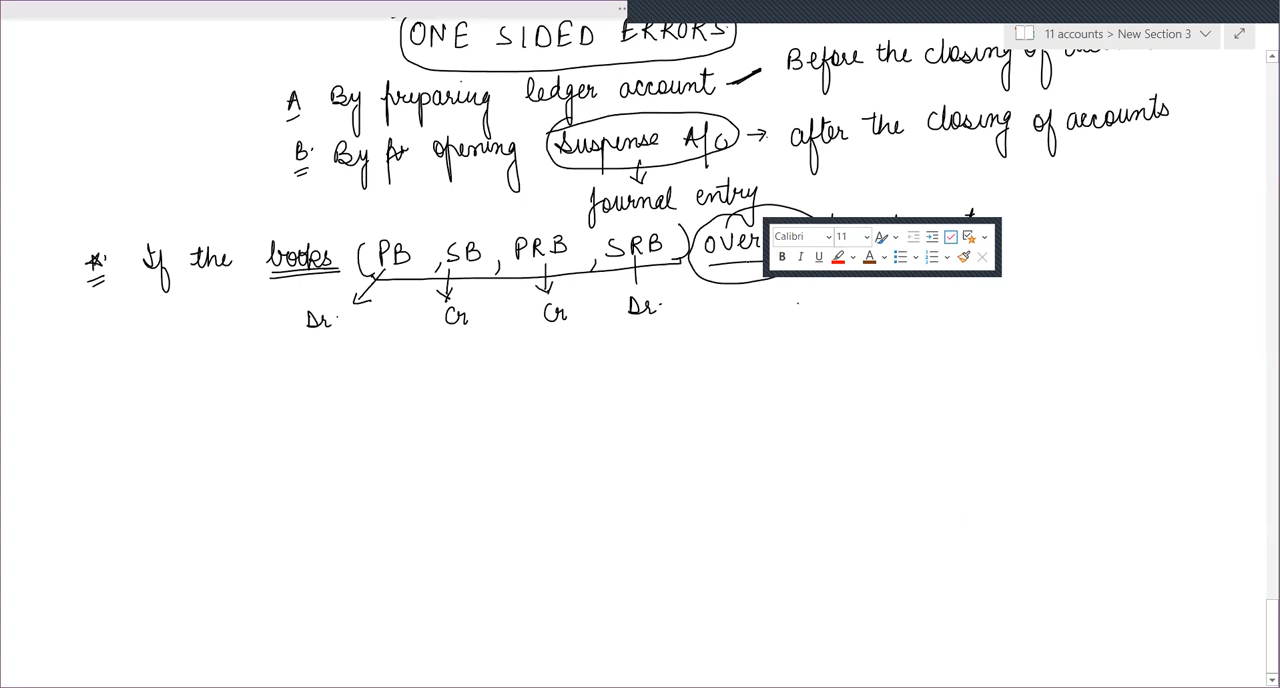 ONE SIDED ERRORS
11 accounts > New Section 3
A By preparing ledger account - Before the closing of
B. By opening Suspense A/C → after the closing of accounts
Journal entry
If the books (PB, SB, PRB, SRB) over
Calibri 11
B I U A
Dr. Cr Cr Dr.